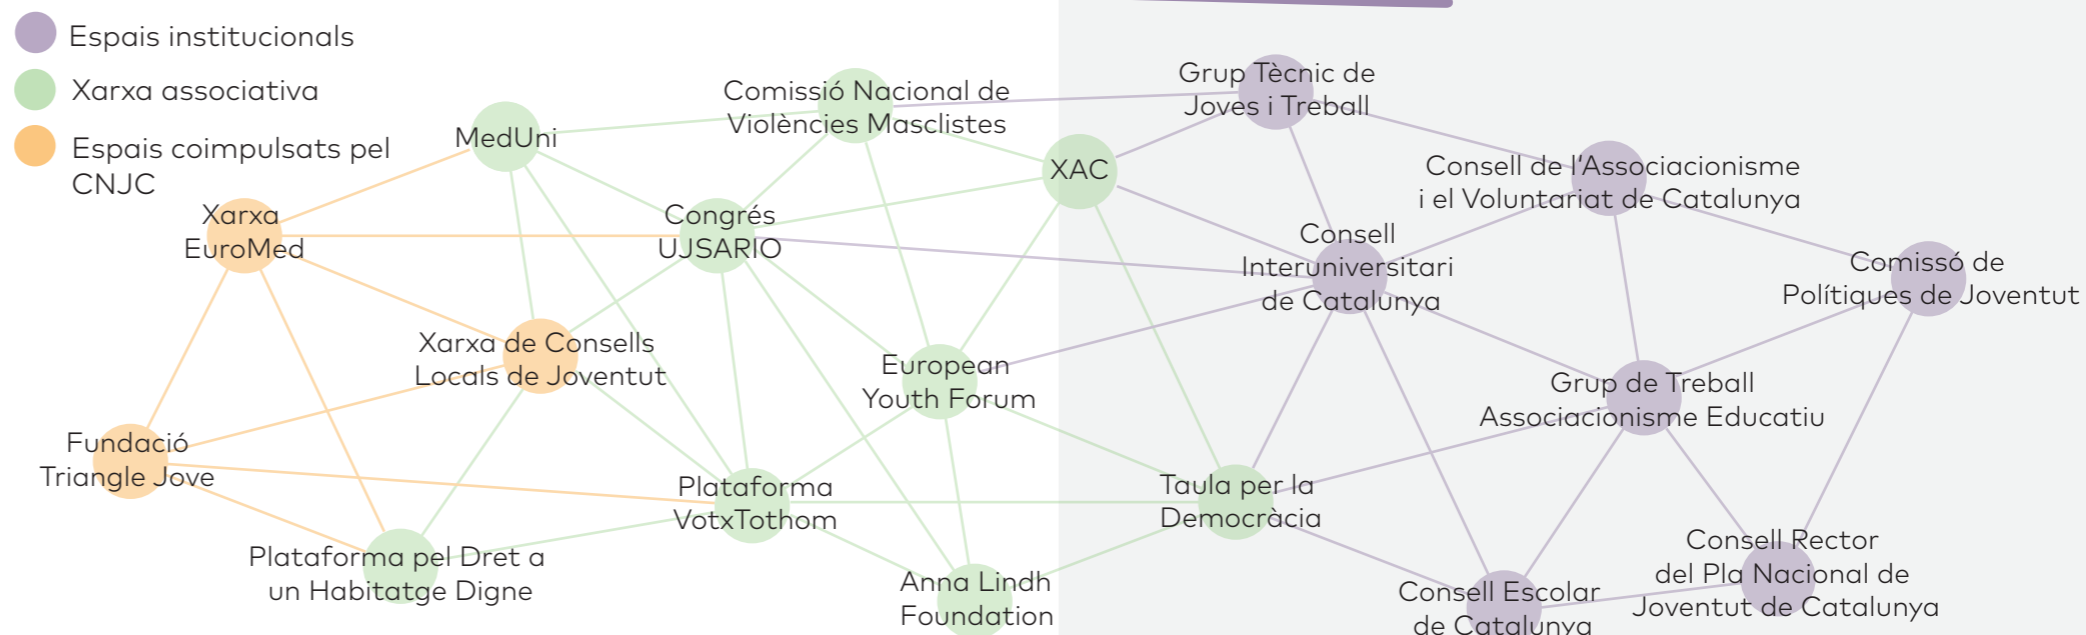 Espais institucionals
Xarxa associativa
Espais coimpulsats pel
CNJC
MedUni
Comissió Nacional de
Violències Masclistes
Grup Tècnic de
Joves i Treball
XAC
Consell de l'Associacionisme
i el Voluntariat de Catalunya
Xarxa
EuroMed
Congrés
UJSARIO
Consell
Interuniversitari
de Catalunya
Comissó de
Polítiques de Joventut
Xarxa de Consells
Locals de Joventut
European
Youth Forum
Grup de Treball
Associacionisme Educatiu
Fundació
Triangle Jove
Plataforma
VotxTothom
Taula per la
Democràcia
Plataforma pel Dret a
un Habitatge Digne
Anna Lindh
Foundation
Consell Escolar
de Catalunya
Consell Rector
del Pla Nacional de
Joventut de Catalunya